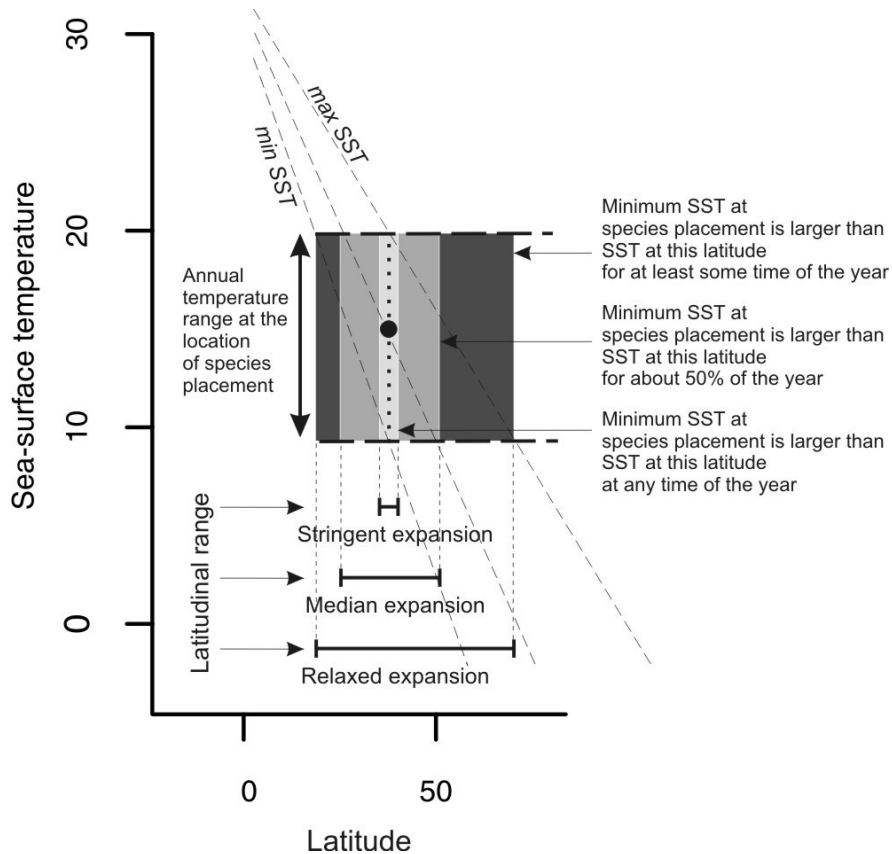 30
20
10
0
Sea-surface temperature
min SST
max SST
Annual
temperature
range at the
location
of species
placement
Minimum SST at
species placement is larger than
SST at this latitude
for at least some time of the year
Minimum SST at
species placement is larger than
SST at this latitude
for about 50% of the year
Minimum SST at
species placement is larger than
SST at this latitude
at any time of the year
Latitudinal range
Stringent expansion
Median expansion
Relaxed expansion
0
50
Latitude